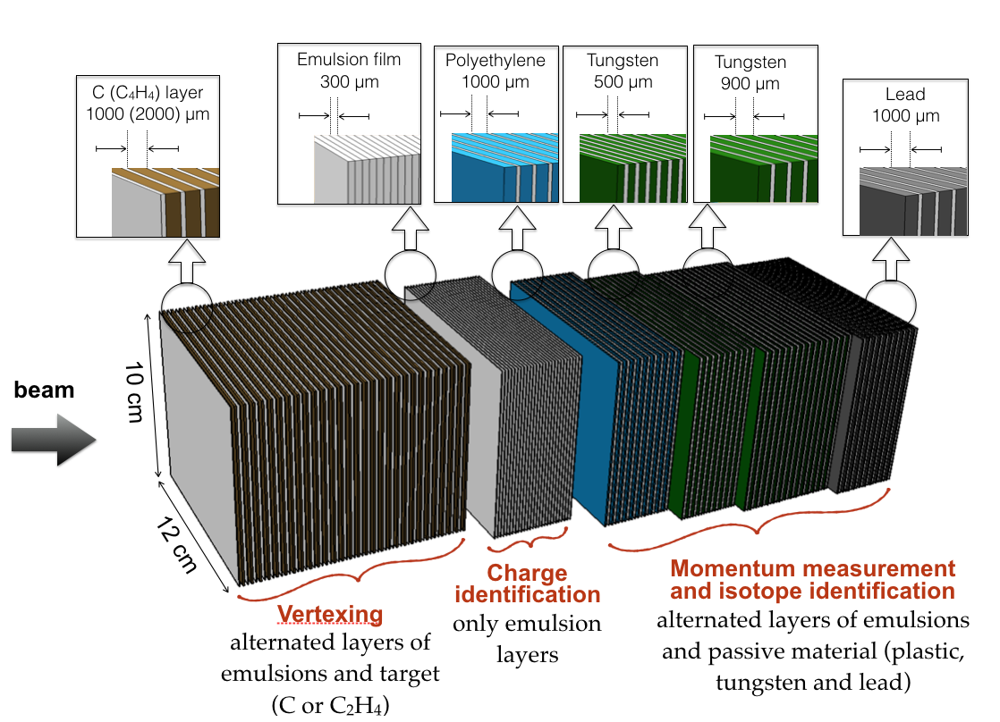 C (C₄H₄) layer
1000 (2000) μm
Emulsion film
300 μm
Polyethylene
1000 μm
Tungsten
500 μm
Tungsten
900 μm
Lead
1000 μm
beam
10 cm
12 cm
Vertexing
alternated layers of
emulsions and target
(C or C₂H₄)
Charge
identification
only emulsion
layers
Momentum measurement
and isotope identification
alternated layers of emulsions
and passive material (plastic,
tungsten and lead)